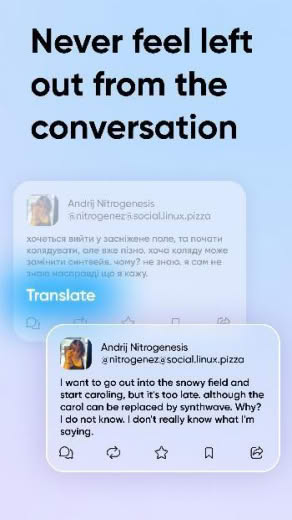 Never feel left
out from the
conversation
Andrij Nitrogenesis
@nitrogenez@social.linux.pizza
хочеться вийти у засніжене поле, та почати
колядувати, але вже пізно. хоча коляду може
замінити синтвейв. чому? не знаю. я сам не
знаю насправді що я кажу.
Translate
Andrij Nitrogenesis
@nitrogenez@social.linux.pizza
I want to go out into the snowy field and
start caroling, but it's too late. although the
carol can be replaced by synthwave. Why?
I do not know. I don't really know what I'm
saying.